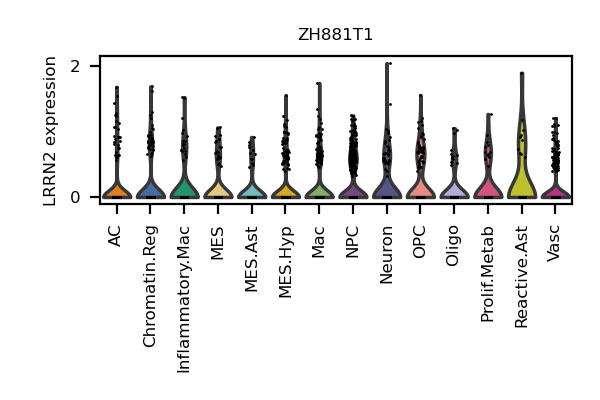 ZH881T1
LRRN2 expression
2
0
AC
Chromatin.Reg
Inflammatory.Mac
MES
MES.Ast
MES.Hyp
Mac
NPC
Neuron
OPC
Oligo
Prolif.Metab
Reactive.Ast
Vasc